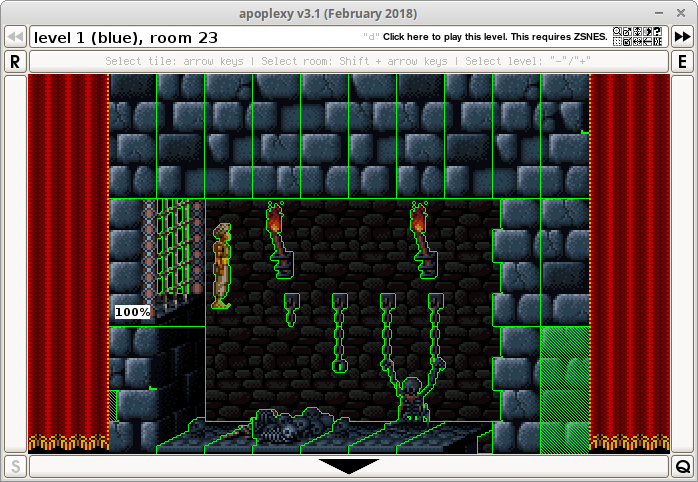 apoplexy v3.1 (February 2018)
level 1 (blue), room 23
"d" Click here to play this level. This requires ZSNES.
R
Select tile: arrow keys | Select room: Shift + arrow keys | Select level: "-"/"+"
E
100%
S
Q